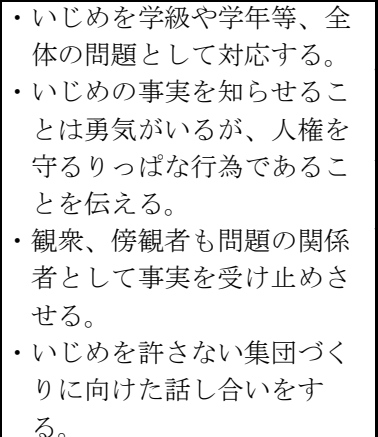 ・いじめを学級や学年等、全
体の問題として対応する。
・いじめの事実を知らせるこ
とは勇気がいるが、人権を
守るりっぱな行為であるこ
とを伝える。
・観衆、傍観者も問題の関係
者として事実を受け止めさ
せる。
・いじめを許さない集団づく
りに向けた話し合いをす
る。